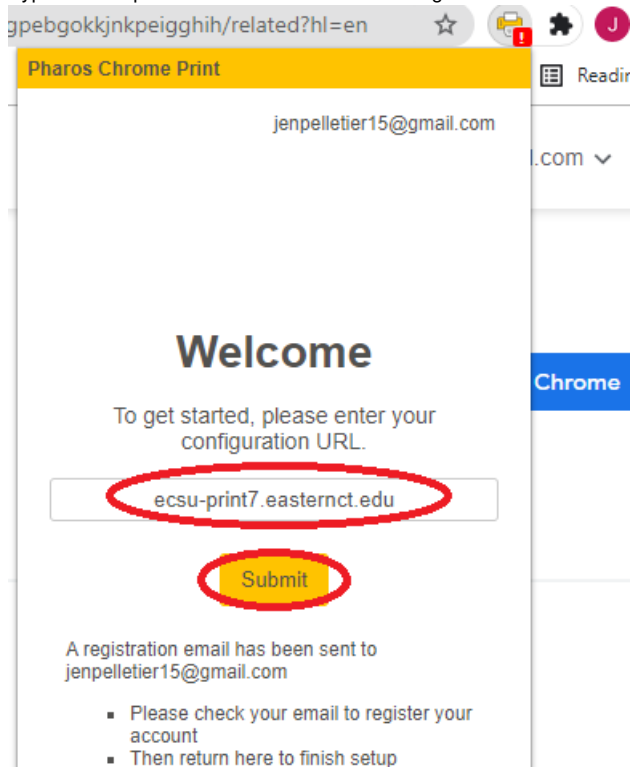 gpebgokkjnkpeigghih/related?hl=en
J
Pharos Chrome Print
jenpelletier15@gmail.com
l.com
Welcome
Chrome
To get started, please enter your
configuration URL.
ecsu-print7.easternct.edu
Submit
A registration email has been sent to
jenpelletier15@gmail.com
▪ Please check your email to register your
account
▪ Then return here to finish setup